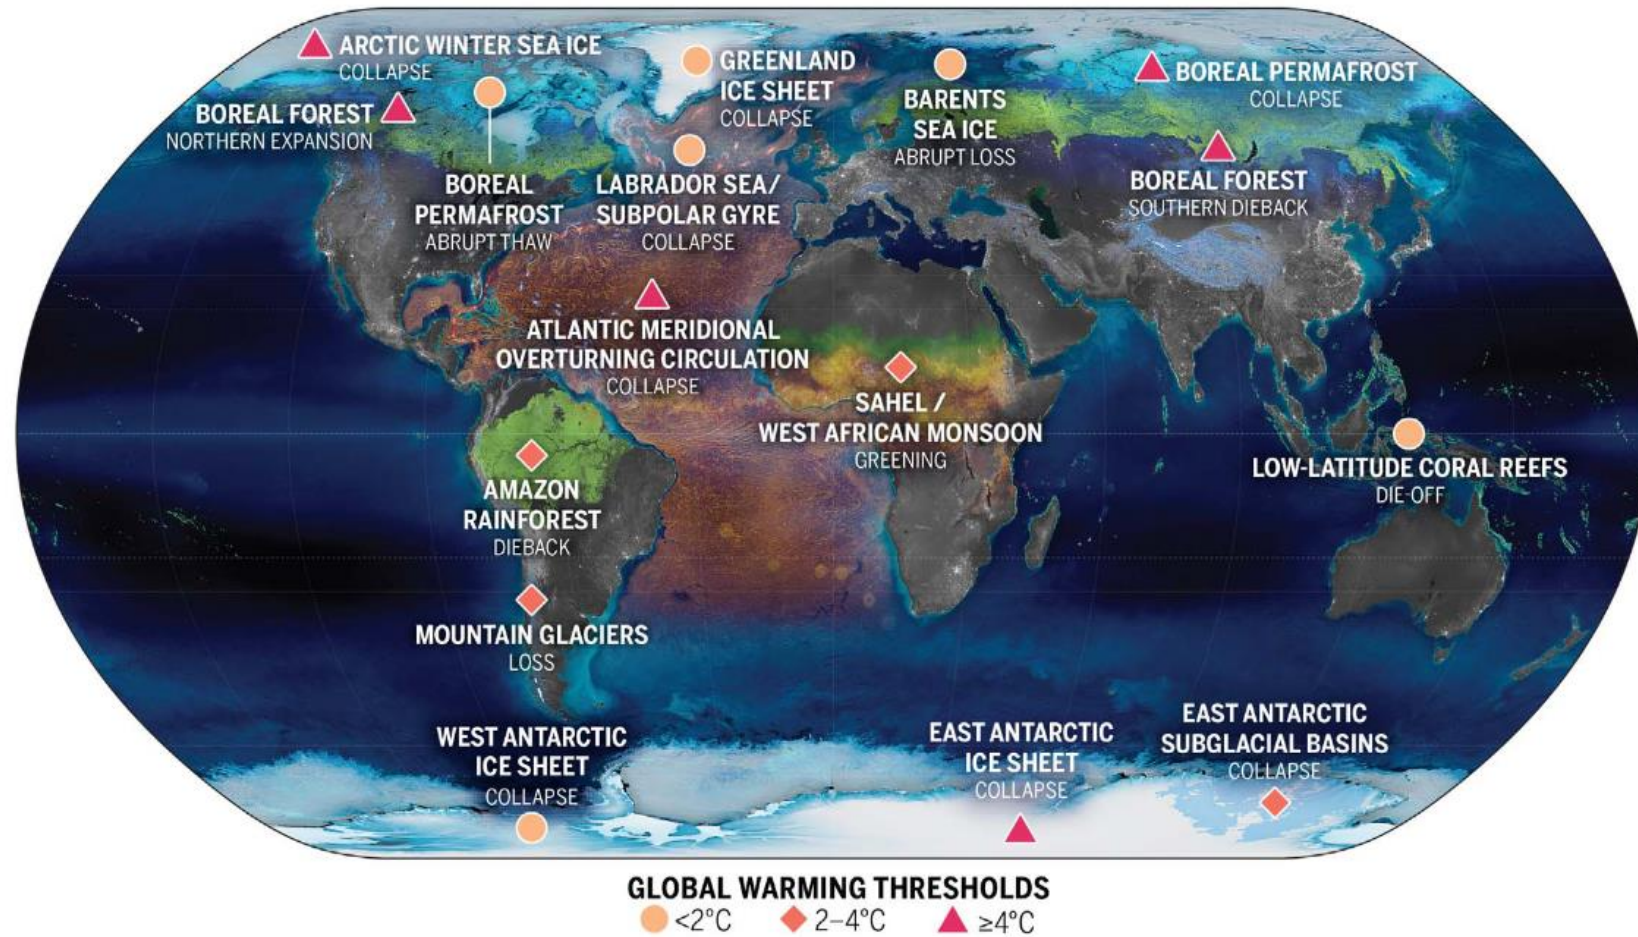 ARCTIC WINTER SEA ICE
COLLAPSE
BOREAL FOREST
NORTHERN EXPANSION
BOREAL
PERMAFROST
ABRUPT THAW
GREENLAND
ICE SHEET
COLLAPSE
LABRADOR SEA/
SUBPOLAR GYRE
COLLAPSE
BARENTS
SEA ICE
ABRUPT LOSS
BOREAL PERMAFROST
COLLAPSE
BOREAL FOREST
SOUTHERN DIEBACK
ATLANTIC MERIDIONAL
OVERTURNING CIRCULATION
COLLAPSE
SAHEL /
WEST AFRICAN MONSOON
GREENING
LOW-LATITUDE CORAL REEFS
DIE-OFF
AMAZON
RAINFOREST
DIEBACK
MOUNTAIN GLACIERS
LOSS
WEST ANTARCTIC
ICE SHEET
COLLAPSE
EAST ANTARCTIC
ICE SHEET
COLLAPSE
EAST ANTARCTIC
SUBGLACIAL BASINS
COLLAPSE
GLOBAL WARMING THRESHOLDS
<2°C 2–4°C ≥4°C